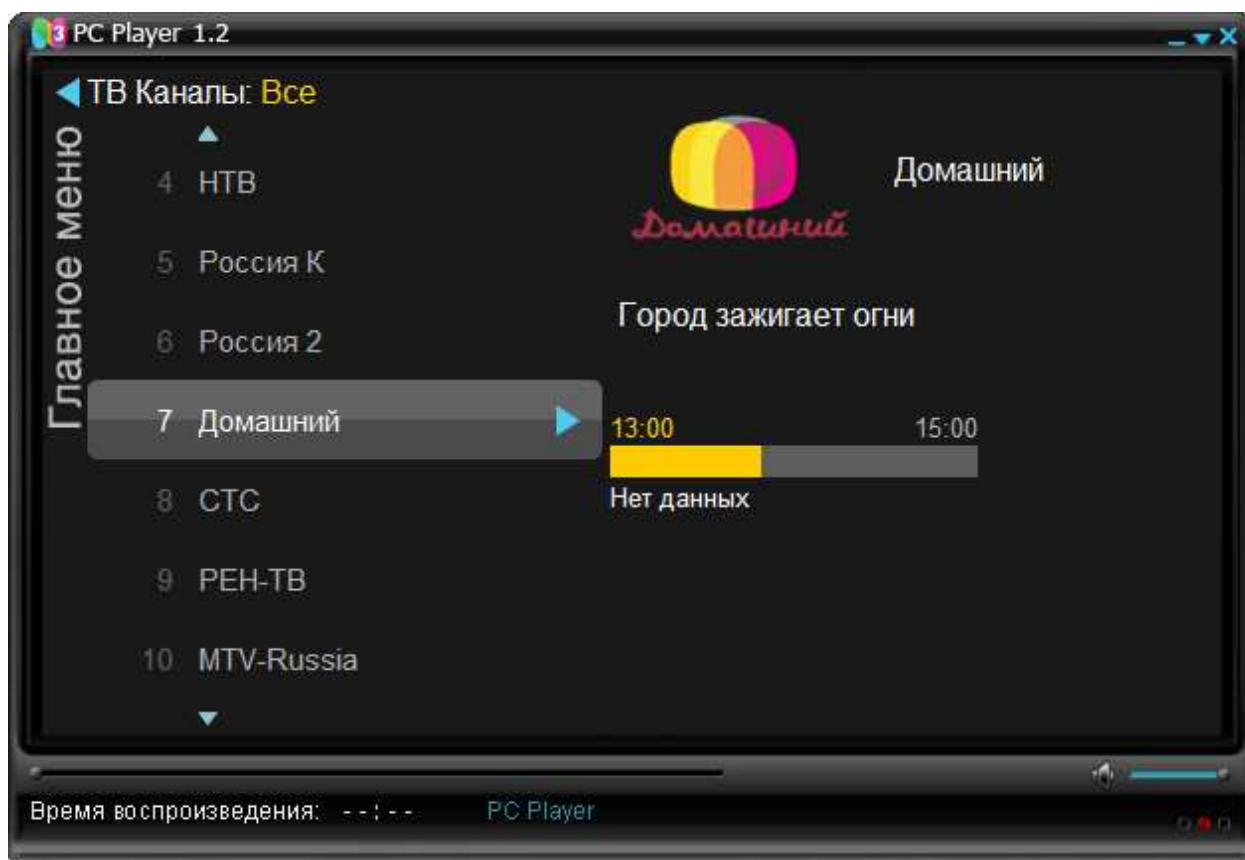 3 PC Player 1.2
ТВ Каналы: Все
Главное меню
4 НТВ
5 Россия К
6 Россия 2
7 Домашний
8 СТС
9 РЕН-ТВ
10 MTV-Russia
Домашний
Домашний
Город зажигает огни
13:00 15:00
Нет данных
Время воспроизведения: --:-- PC Player